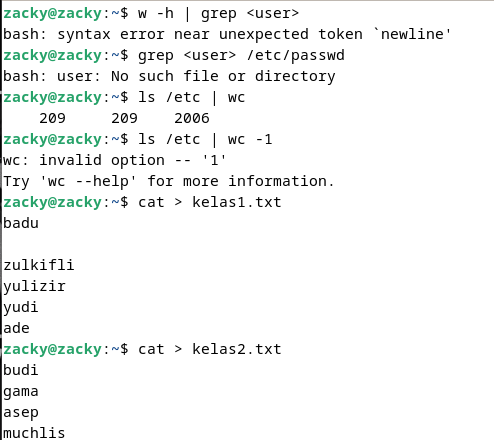 zacky@zacky:~$ w -h | grep <user>
bash: syntax error near unexpected token `newline'
zacky@zacky:~$ grep <user> /etc/passwd
bash: user: No such file or directory
zacky@zacky:~$ ls /etc | wc
    209     209    2006
zacky@zacky:~$ ls /etc | wc -1
wc: invalid option -- '1'
Try 'wc --help' for more information.
zacky@zacky:~$ cat > kelas1.txt
badu

zulkifli
yulizir
yudi
ade
zacky@zacky:~$ cat > kelas2.txt
budi
gama
asep
muchlis